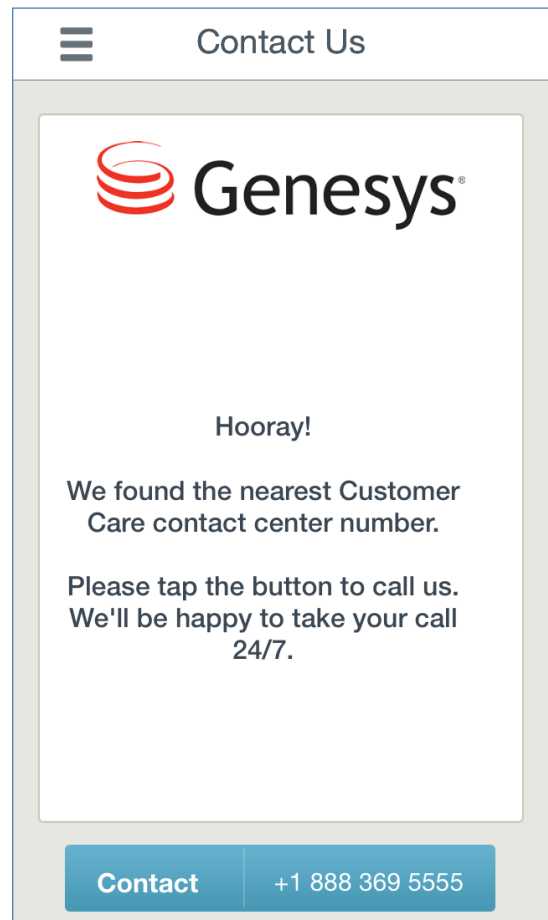 Contact Us
Genesys®
Hooray!
We found the nearest Customer
Care contact center number.
Please tap the button to call us.
We'll be happy to take your call
24/7.
Contact +1 888 369 5555